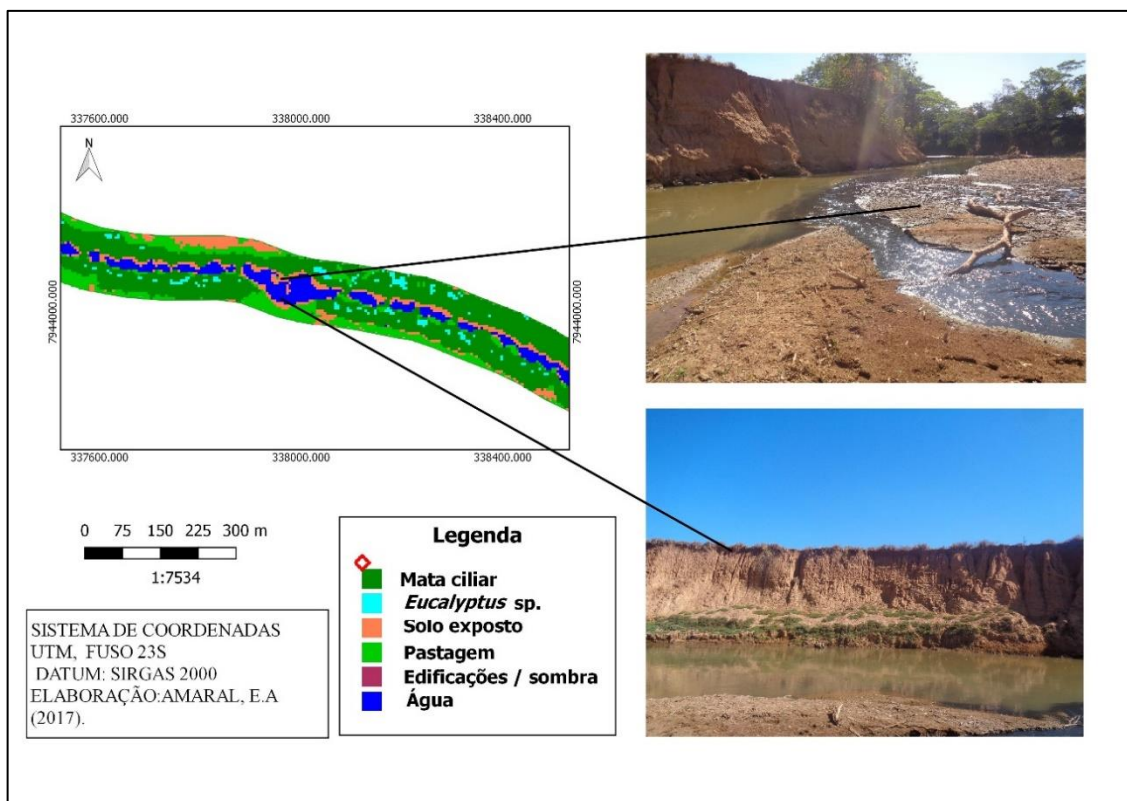 337600.000 338000.000 338400.000
N
7944000.000 7944000.000
337600.000 338000.000 338400.000
0 75 150 225 300 m
1:7534
Legenda
Mata ciliar
Eucalyptus sp.
Solo exposto
Pastagem
Edificações / sombra
Água
SISTEMA DE COORDENADAS
UTM, FUSO 23S
DATUM: SIRGAS 2000
ELABORAÇÃO:AMARAL, E.A
(2017).